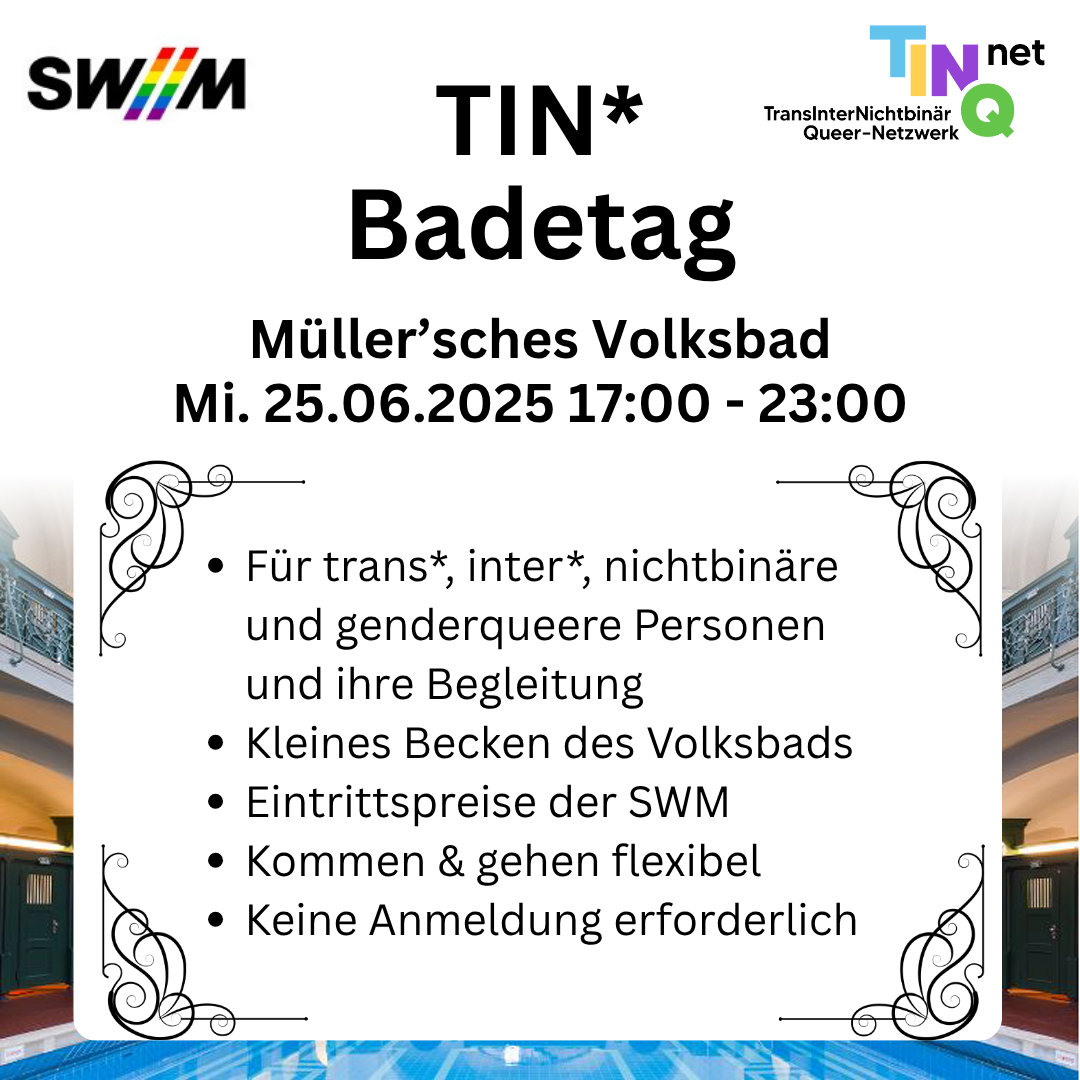 SW//M
TIN*
Badetag
TINQ net
TransInterNichtbinär
Queer-Netzwerk
Müller’sches Volksbad
Mi. 25.06.2025 17:00 - 23:00
• Für trans*, inter*, nichtbinäre
und genderqueere Personen
und ihre Begleitung
• Kleines Becken des Volksbads
• Eintrittspreise der SWM
• Kommen & gehen flexibel
• Keine Anmeldung erforderlich